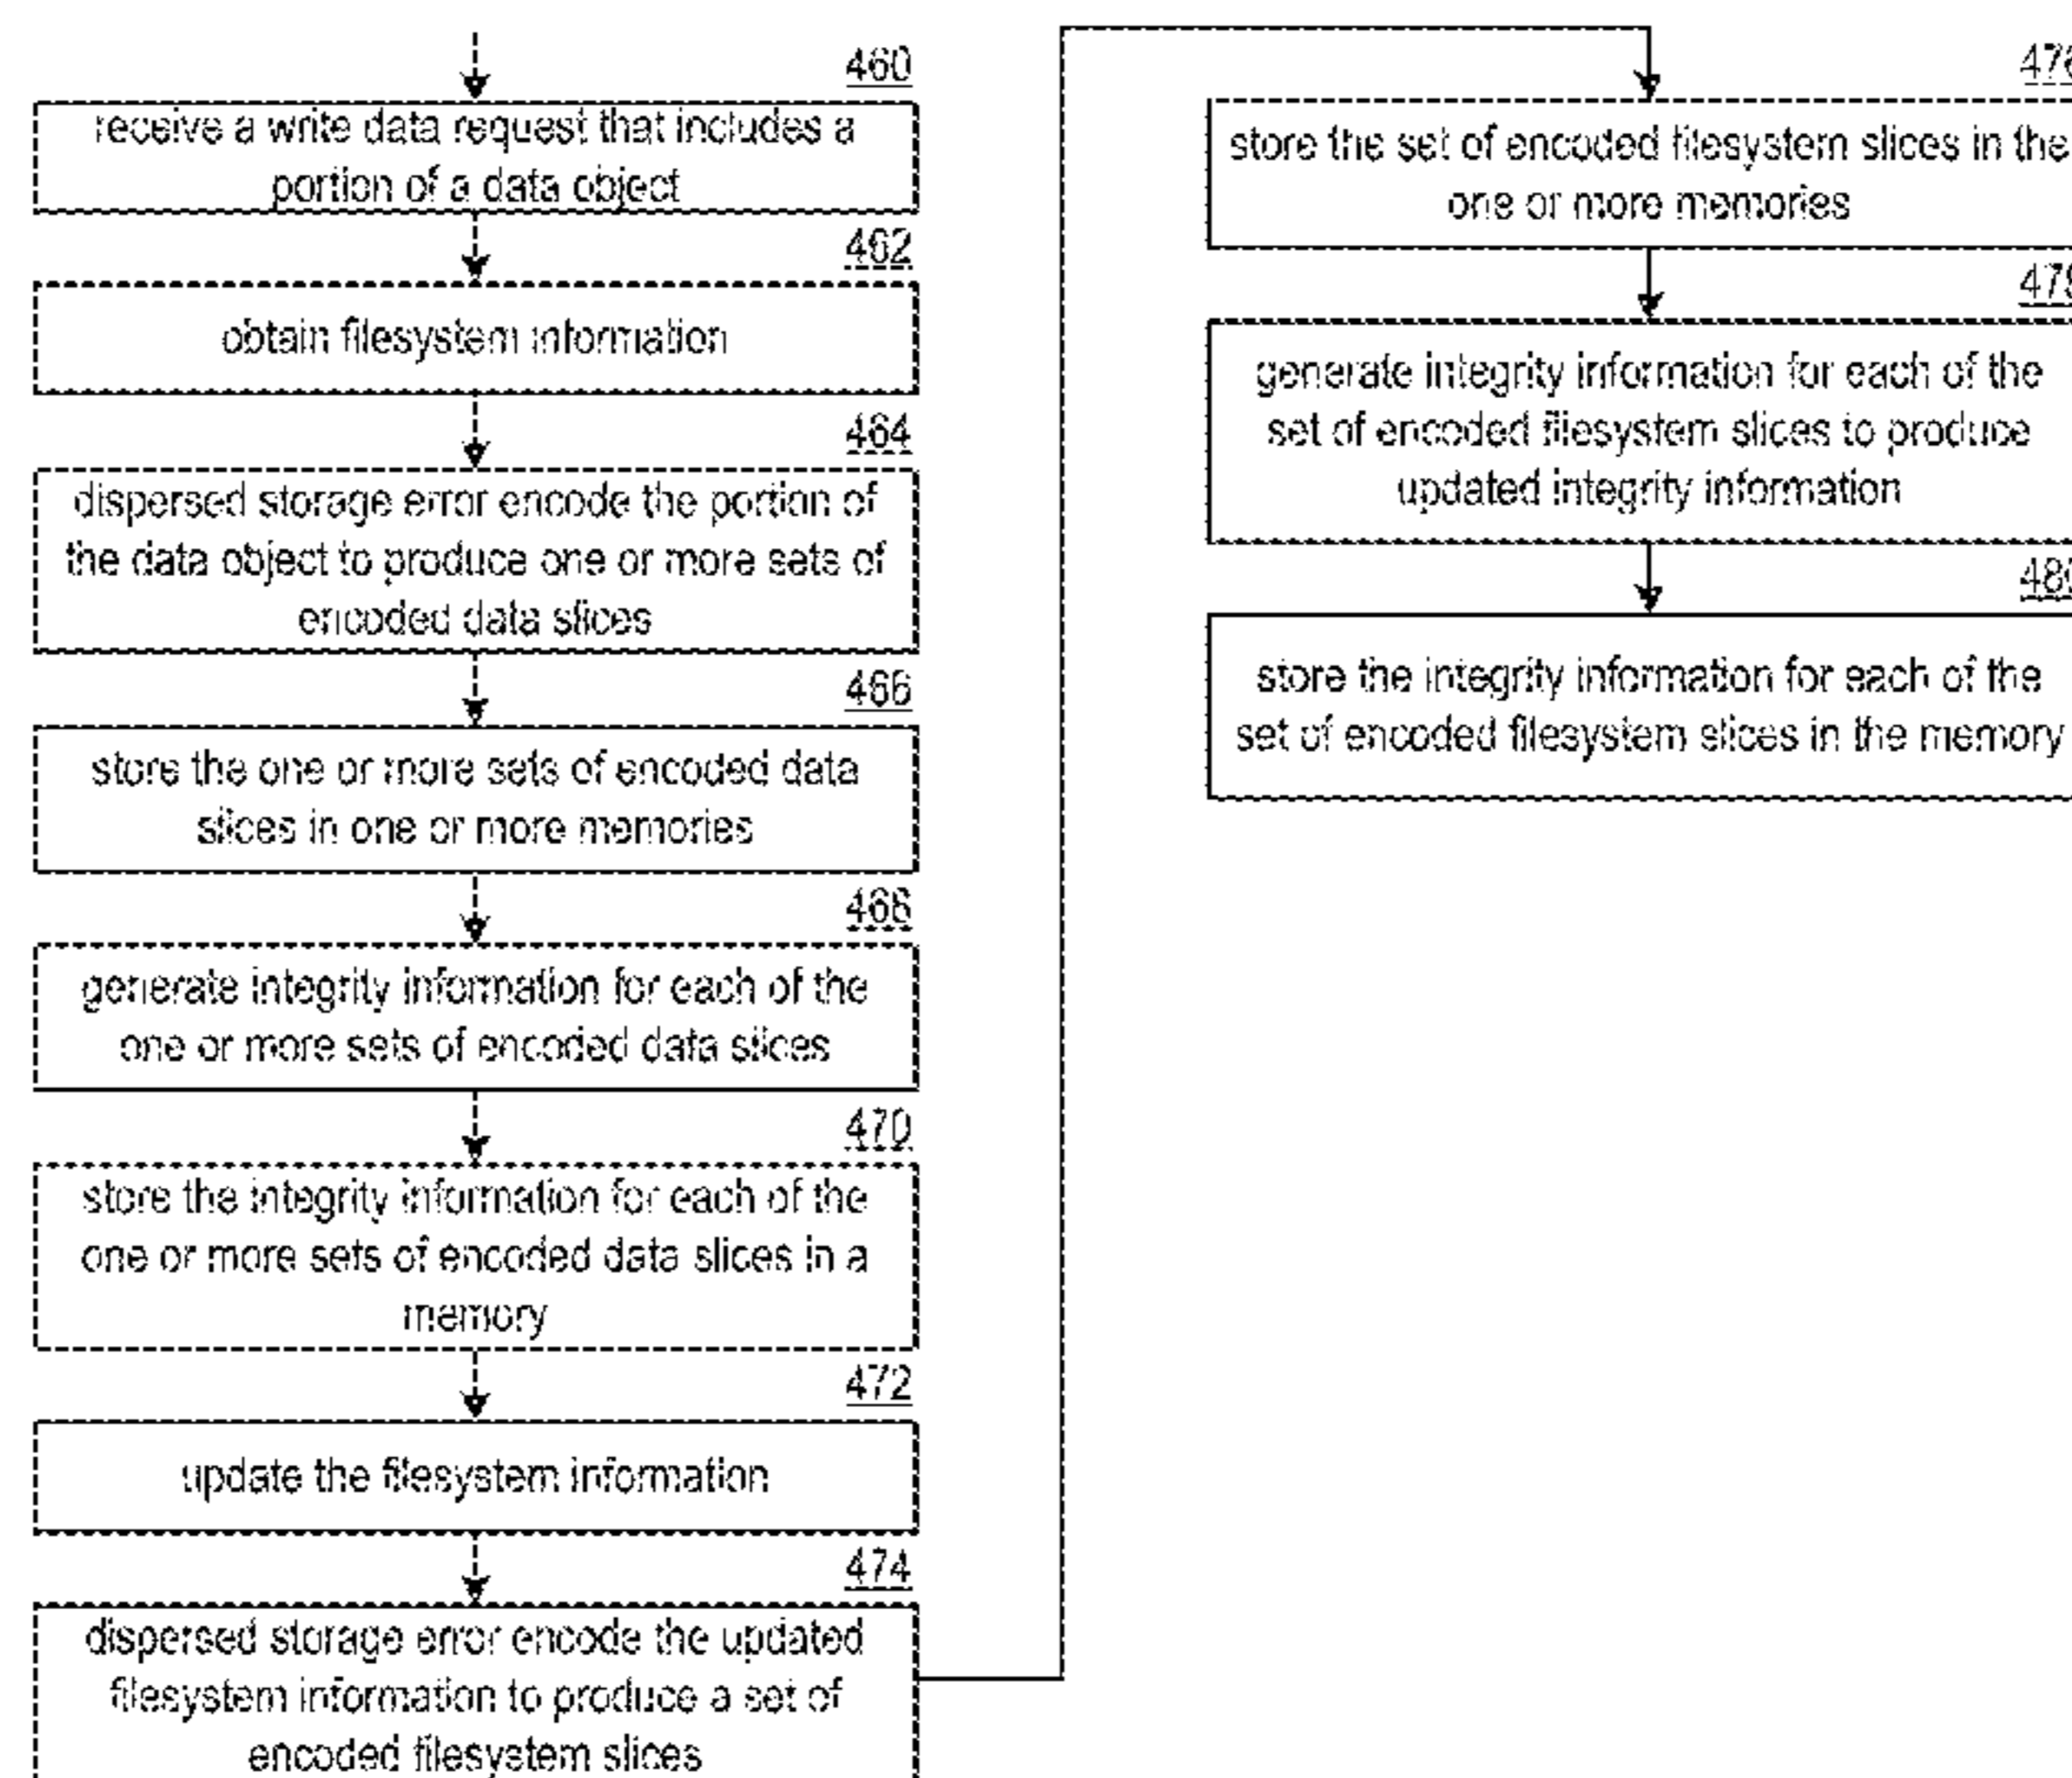 460
receive a write data request that includes a
portion of a data object
462
obtain filesystem information
464
dispersed storage error encode the portion of
the data object to produce one or more sets of
encoded data slices
466
store the one or more sets of encoded data
slices in one or more memories
468
generate integrity information for each of the
one or more sets of encoded data slices
470
store the integrity information for each of the
one or more sets of encoded data slices in a
memory
472
update the filesystem information
474
dispersed storage error encode the updated
filesystem information to produce a set of
encoded filesystem slices
476
store the set of encoded filesystem slices in the
one or more memories
478
generate integrity information for each of the
set of encoded filesystem slices to produce
updated integrity information
480
store the integrity information for each of the
set of encoded filesystem slices in the memory